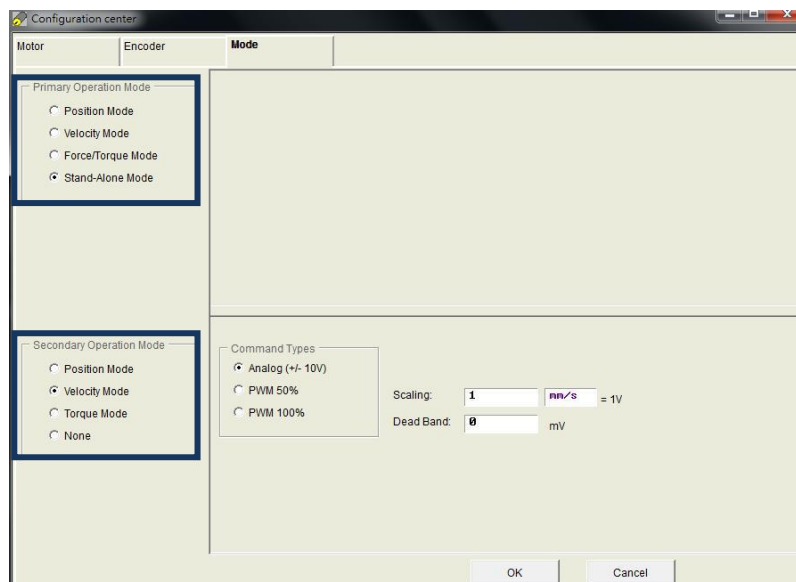 Configuration center
Motor
Encoder
Mode
Primary Operation Mode
Position Mode
Velocity Mode
Force/Torque Mode
Stand-Alone Mode
Secondary Operation Mode
Position Mode
Velocity Mode
Torque Mode
None
Command Types
Analog (+/- 10V)
PWM 50%
PWM 100%
Scaling: 1 mm/s = 1V
Dead Band: 0 mV
OK Cancel